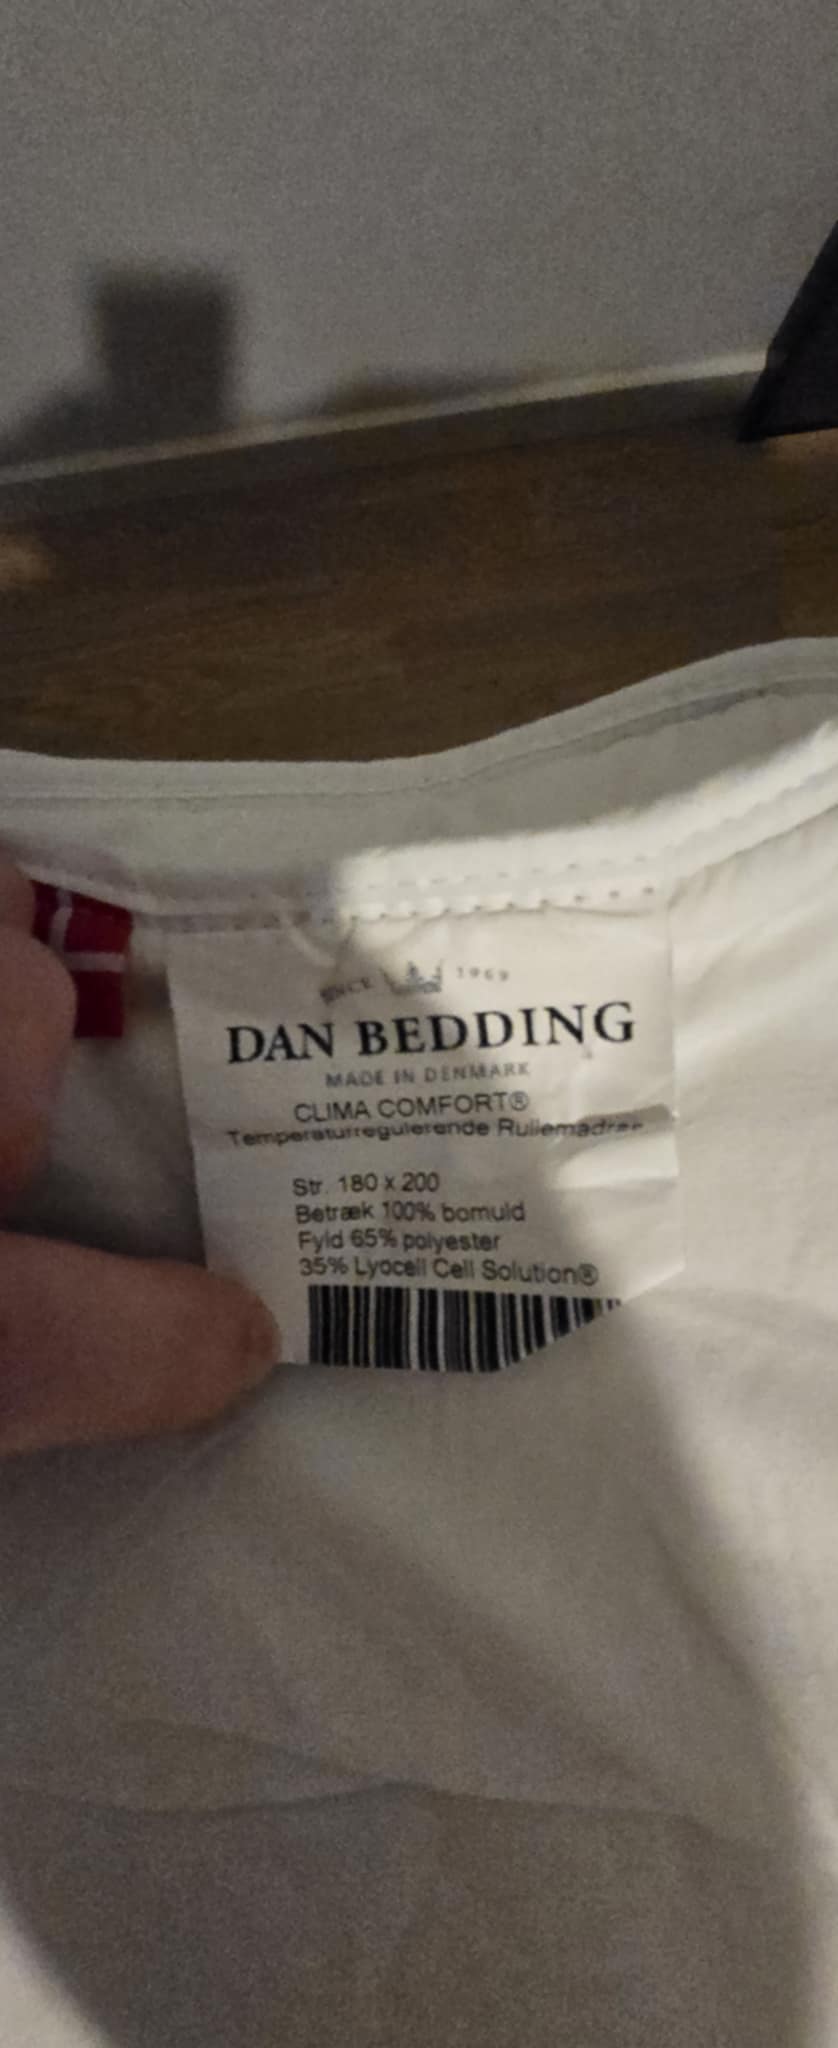 SINCE 1969
DAN BEDDING
MADE IN DENMARK
CLIMA COMFORT®
Temperaturregulerende Rullemadras
Str. 180 x 200
Betræk 100% bomuld
Fyld 65% polyester
35% Lyocell Cell Solution®